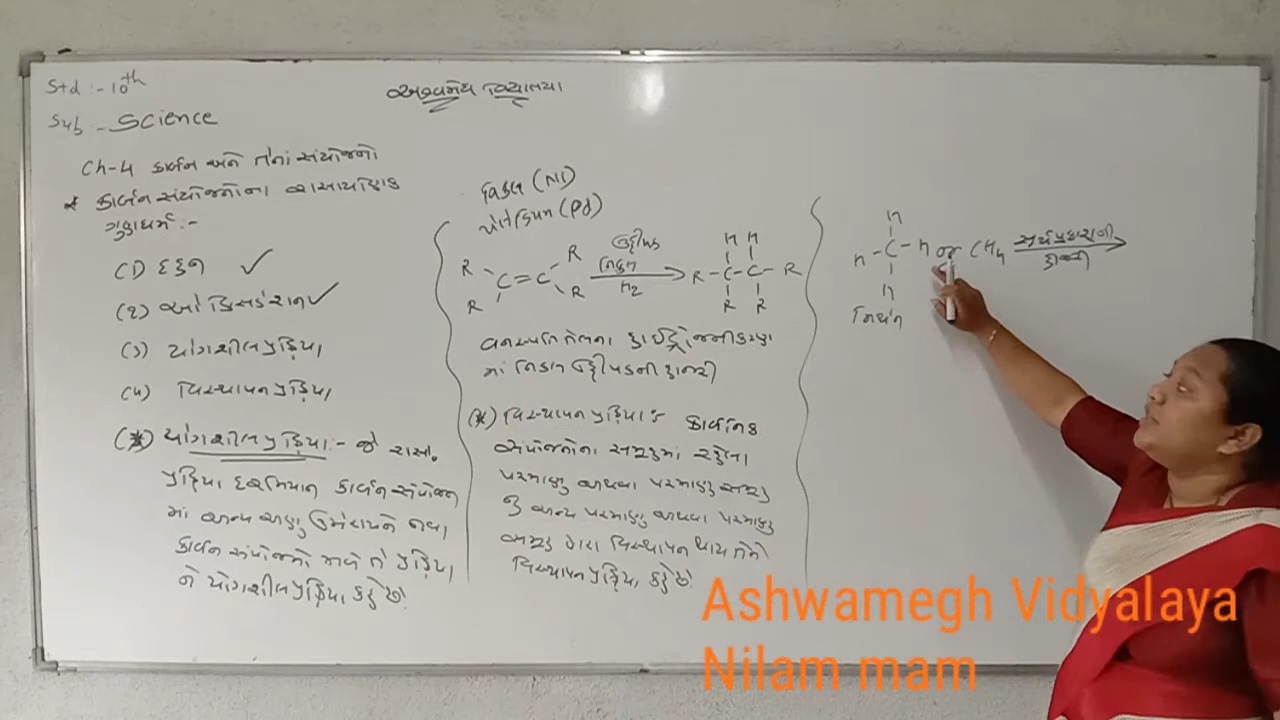 Std :- 10th
Sub :- Science
અશ્વમેઘ વિદ્યાલય
Ch-4 કાર્બન અને તેનાં સંયોજનો
* કાર્બન સંયોજનોના રાસાયણિક
ગુણધર્મ :-
(1) દહન ✓
(2) ઓક્સિડેશન ✓
(3) યોગશીલ પ્રક્રિયા
(4) વિસ્થાપન પ્રક્રિયા
(*) યોગશીલ પ્રક્રિયા :- જે રાસા.
પ્રક્રિયા દરમિયાન કાર્બન સંયોજન
માં અન્ય અણુ ઉમેરાયને નવા
કાર્બન સંયોજનો બને તે પ્રક્રિયા
ને યોગશીલ પ્રક્રિયા કહે છે.
નિકલ (Ni)
પેલેડિયમ (Pd)
R R ઉદ્દીપક H H
C = C નિકલ R - C - C - R
R R H2 R R
વનસ્પતિ તેલના હાઈડ્રોજનીકરણ
માં નિકલ ઉદ્દીપકની હાજરી
(*) વિસ્થાપન પ્રક્રિયા : કાર્બનિક
સંયોજનોના સમૂહમાં રહેલા
પરમાણુ અથવા પરમાણુ સમૂહ
નું અન્ય પરમાણુ અથવા પરમાણુ
સમૂહ દ્વારા વિસ્થાપન થાય તેને
વિસ્થાપન પ્રક્રિયા કહે છે.
H
H - C - H or CH4 સૂર્યપ્રકાશની હાજરી
H
મિથેન
Ashwamegh Vidyalaya
Nilam mam